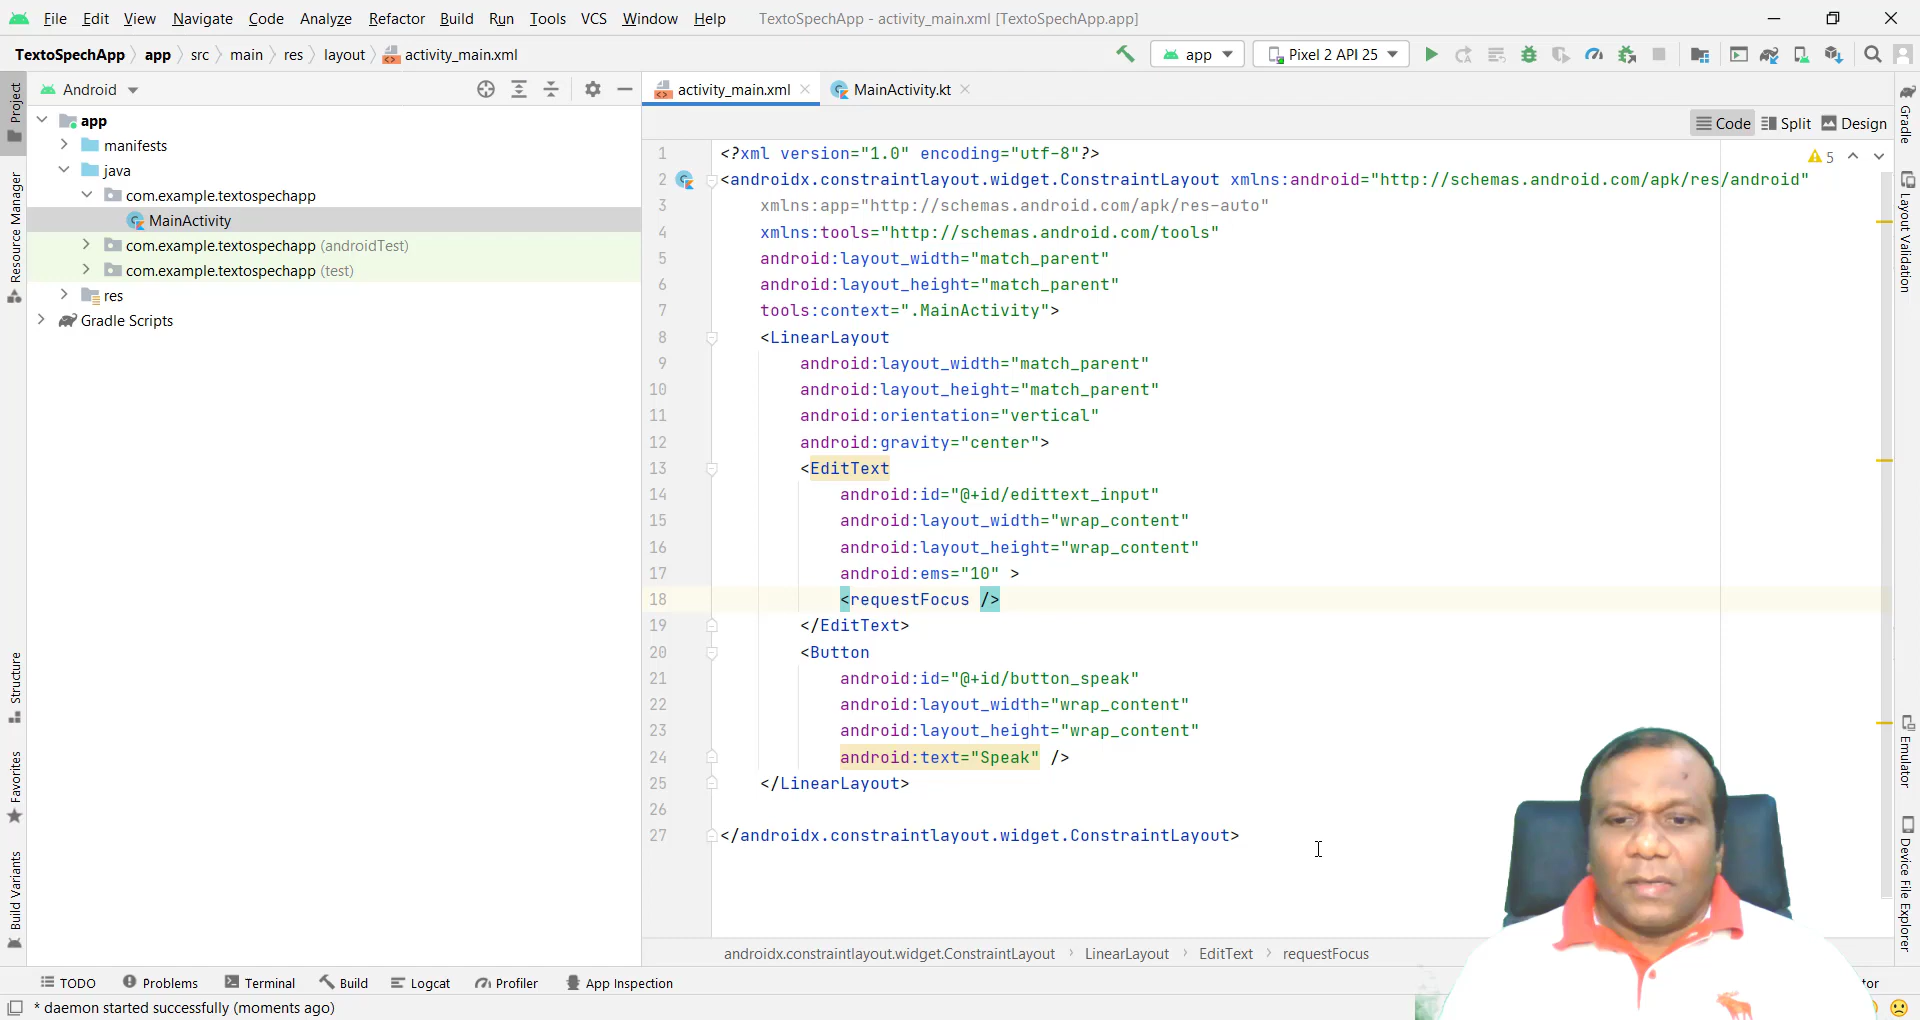 File Edit View Navigate Code Analyze Refactor Build Run Tools VCS Window Help TextoSpechApp - activity_main.xml [TextoSpechApp.app]
TextoSpechApp app src main res layout activity_main.xml
app Pixel 2 API 25
Android
activity_main.xml
MainActivity.kt
Code Split Design
Project
Resource Manager
Structure
Favorites
Build Variants
app
manifests
java
com.example.textospechapp
MainActivity
com.example.textospechapp (androidTest)
com.example.textospechapp (test)
res
Gradle Scripts
5
1 <?xml version="1.0" encoding="utf-8"?>
2 <androidx.constraintlayout.widget.ConstraintLayout xmlns:android="http://schemas.android.com/apk/res/android"
3 xmlns:app="http://schemas.android.com/apk/res-auto"
4 xmlns:tools="http://schemas.android.com/tools"
5 android:layout_width="match_parent"
6 android:layout_height="match_parent"
7 tools:context=".MainActivity">
8 <LinearLayout
9 android:layout_width="match_parent"
10 android:layout_height="match_parent"
11 android:orientation="vertical"
12 android:gravity="center">
13 <EditText
14 android:id="@+id/edittext_input"
15 android:layout_width="wrap_content"
16 android:layout_height="wrap_content"
17 android:ems="10" >
18 <requestFocus />
19 </EditText>
20 <Button
21 android:id="@+id/button_speak"
22 android:layout_width="wrap_content"
23 android:layout_height="wrap_content"
24 android:text="Speak" />
25 </LinearLayout>
26
27 </androidx.constraintlayout.widget.ConstraintLayout>
Gradle
Layout Validation
Emulator
Device File Explorer
androidx.constraintlayout.widget.ConstraintLayout LinearLayout EditText requestFocus
TODO Problems Terminal Build Logcat Profiler App Inspection
* daemon started successfully (moments ago)